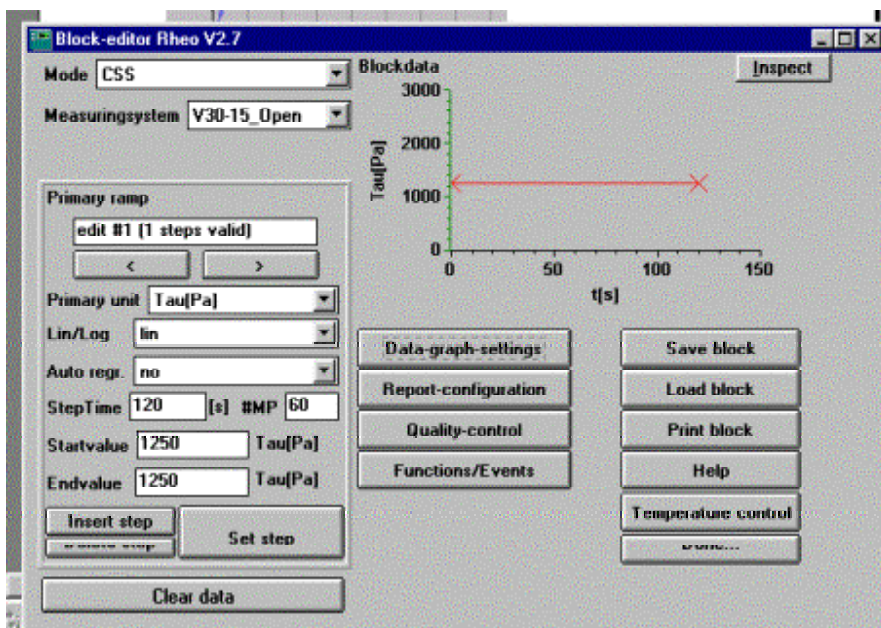 Block-editor Rheo V2.7
Mode CSS
Measuringsystem V30-15_Open
Primary ramp
edit #1 (1 steps valid)
< >
Primary unit Tau[Pa]
Lin/Log lin
Auto regr. no
StepTime 120 [s] #MP 60
Startvalue 1250 Tau[Pa]
Endvalue 1250 Tau[Pa]
Insert step
Set step
Clear data
Blockdata
Inspect
3000
2000
1000
0
Tau[Pa]
0 50 100 150
t[s]
Data-graph-settings
Report-configuration
Quality-control
Functions/Events
Save block
Load block
Print block
Help
Temperature control